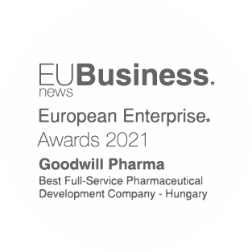 EUBusiness.
news
European Enterprise.
Awards 2021
Goodwill Pharma
Best Full-Service Pharmaceutical
Development Company - Hungary